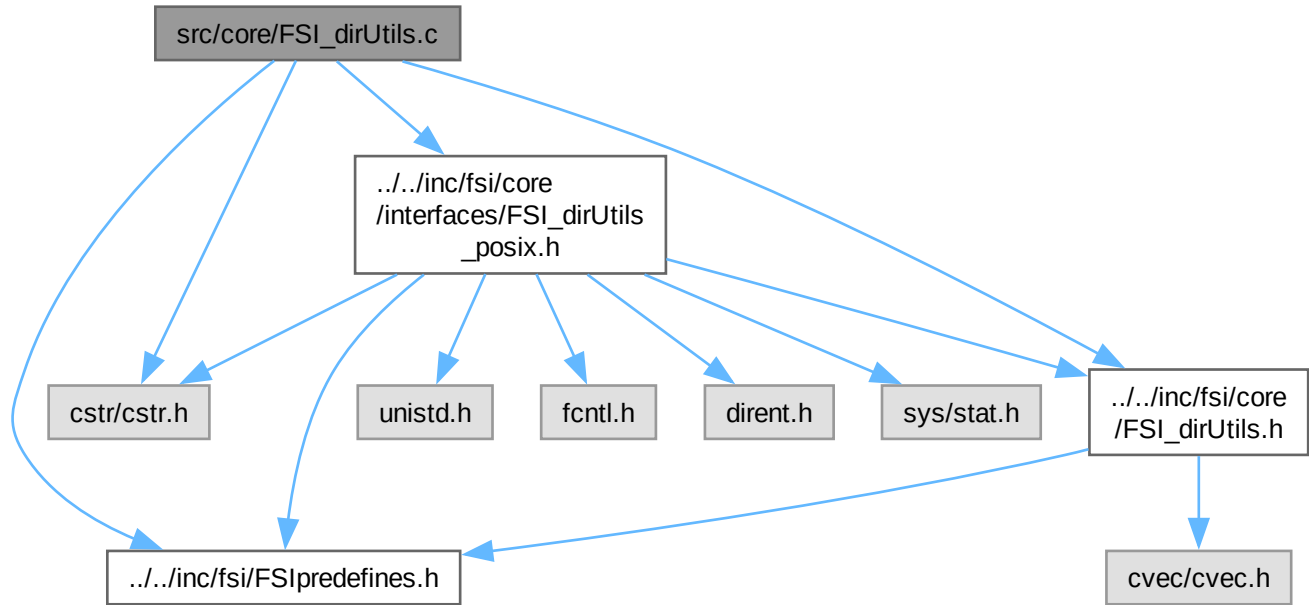 src/core/FSI_dirUtils.c
../../inc/fsi/core
/interfaces/FSI_dirUtils
_posix.h
cstr/cstr.h
unistd.h
fcntl.h
dirent.h
sys/stat.h
../../inc/fsi/core
/FSI_dirUtils.h
../../inc/fsi/FSIpredefines.h
cvec/cvec.h